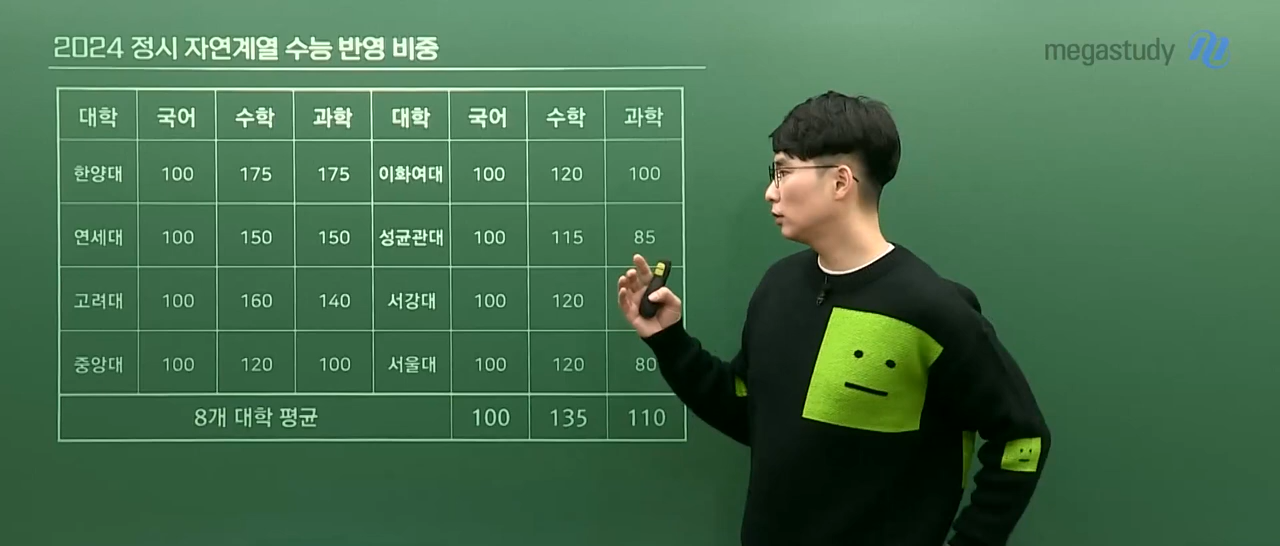 2024 정시 자연계열 수능 반영 비중
megastudy
대학 국어 수학 과학 대학 국어 수학 과학
한양대 100 175 175 이화여대 100 120 100
연세대 100 150 150 성균관대 100 115 85
고려대 100 160 140 서강대 100 120
중앙대 100 120 100 서울대 100 120 80
8개 대학 평균 100 135 110